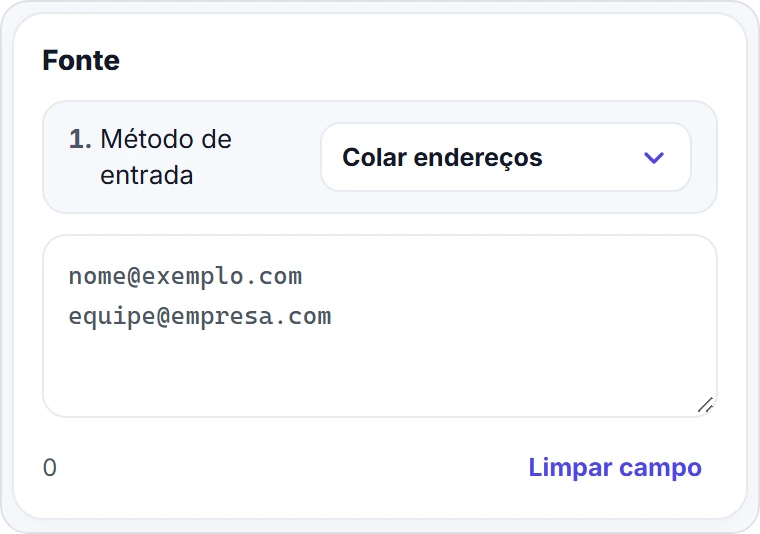 Fonte
1. Método de
entrada
Colar endereços
nome@exemplo.com
equipe@empresa.com
0
Limpar campo